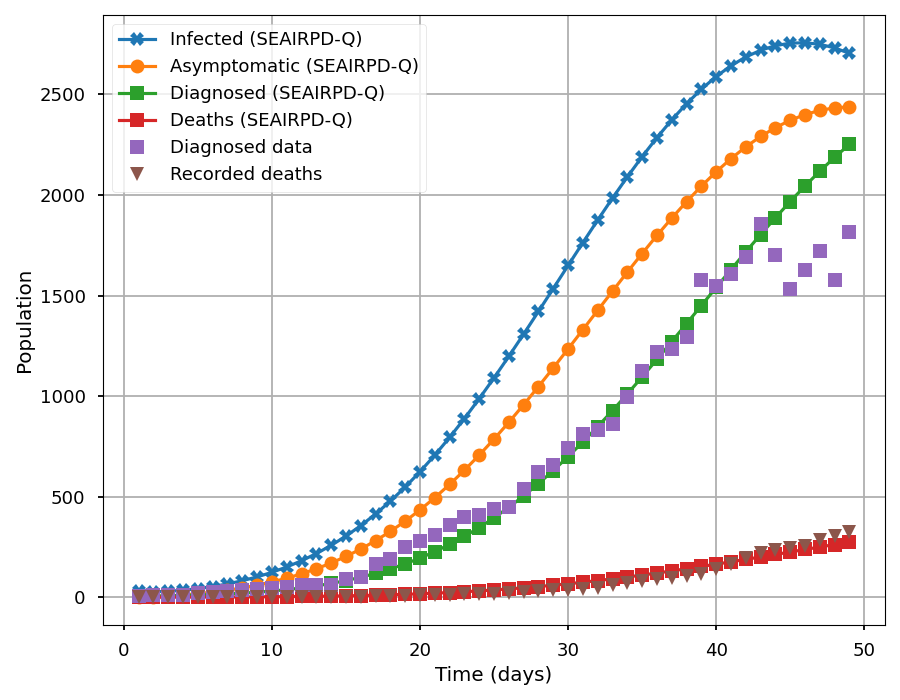 Infected (SEAIRPD-Q)
Asymptomatic (SEAIRPD-Q)
Diagnosed (SEAIRPD-Q)
Deaths (SEAIRPD-Q)
Diagnosed data
Recorded deaths
Population
2500
2000
1500
1000
500
0
0 10 20 30 40 50
Time (days)